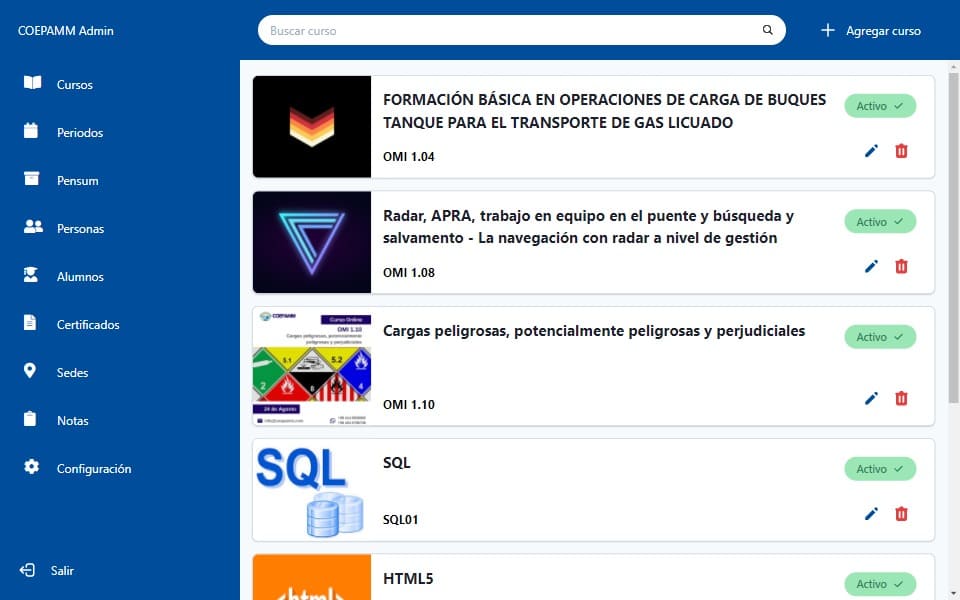 COEPAMM Admin
Buscar curso
Agregar curso
Cursos
Periodos
Pensum
Personas
Alumnos
Certificados
Sedes
Notas
Configuración
Salir
FORMACIÓN BÁSICA EN OPERACIONES DE CARGA DE BUQUES
TANQUE PARA EL TRANSPORTE DE GAS LICUADO
OMI 1.04
Activo
Radar, APRA, trabajo en equipo en el puente y búsqueda y
salvamento - La navegación con radar a nivel de gestión
OMI 1.08
Activo
COEPAMM
Curso Online
OMI 1.10
Cargas peligrosas, potencialmente
peligrosas y perjudiciales
5.1
5.2
2
8
4
24 de Agosto
Cargas peligrosas, potencialmente peligrosas y perjudiciales
OMI 1.10
Activo
SQL
SQL
SQL01
Activo
html
HTML5
Activo